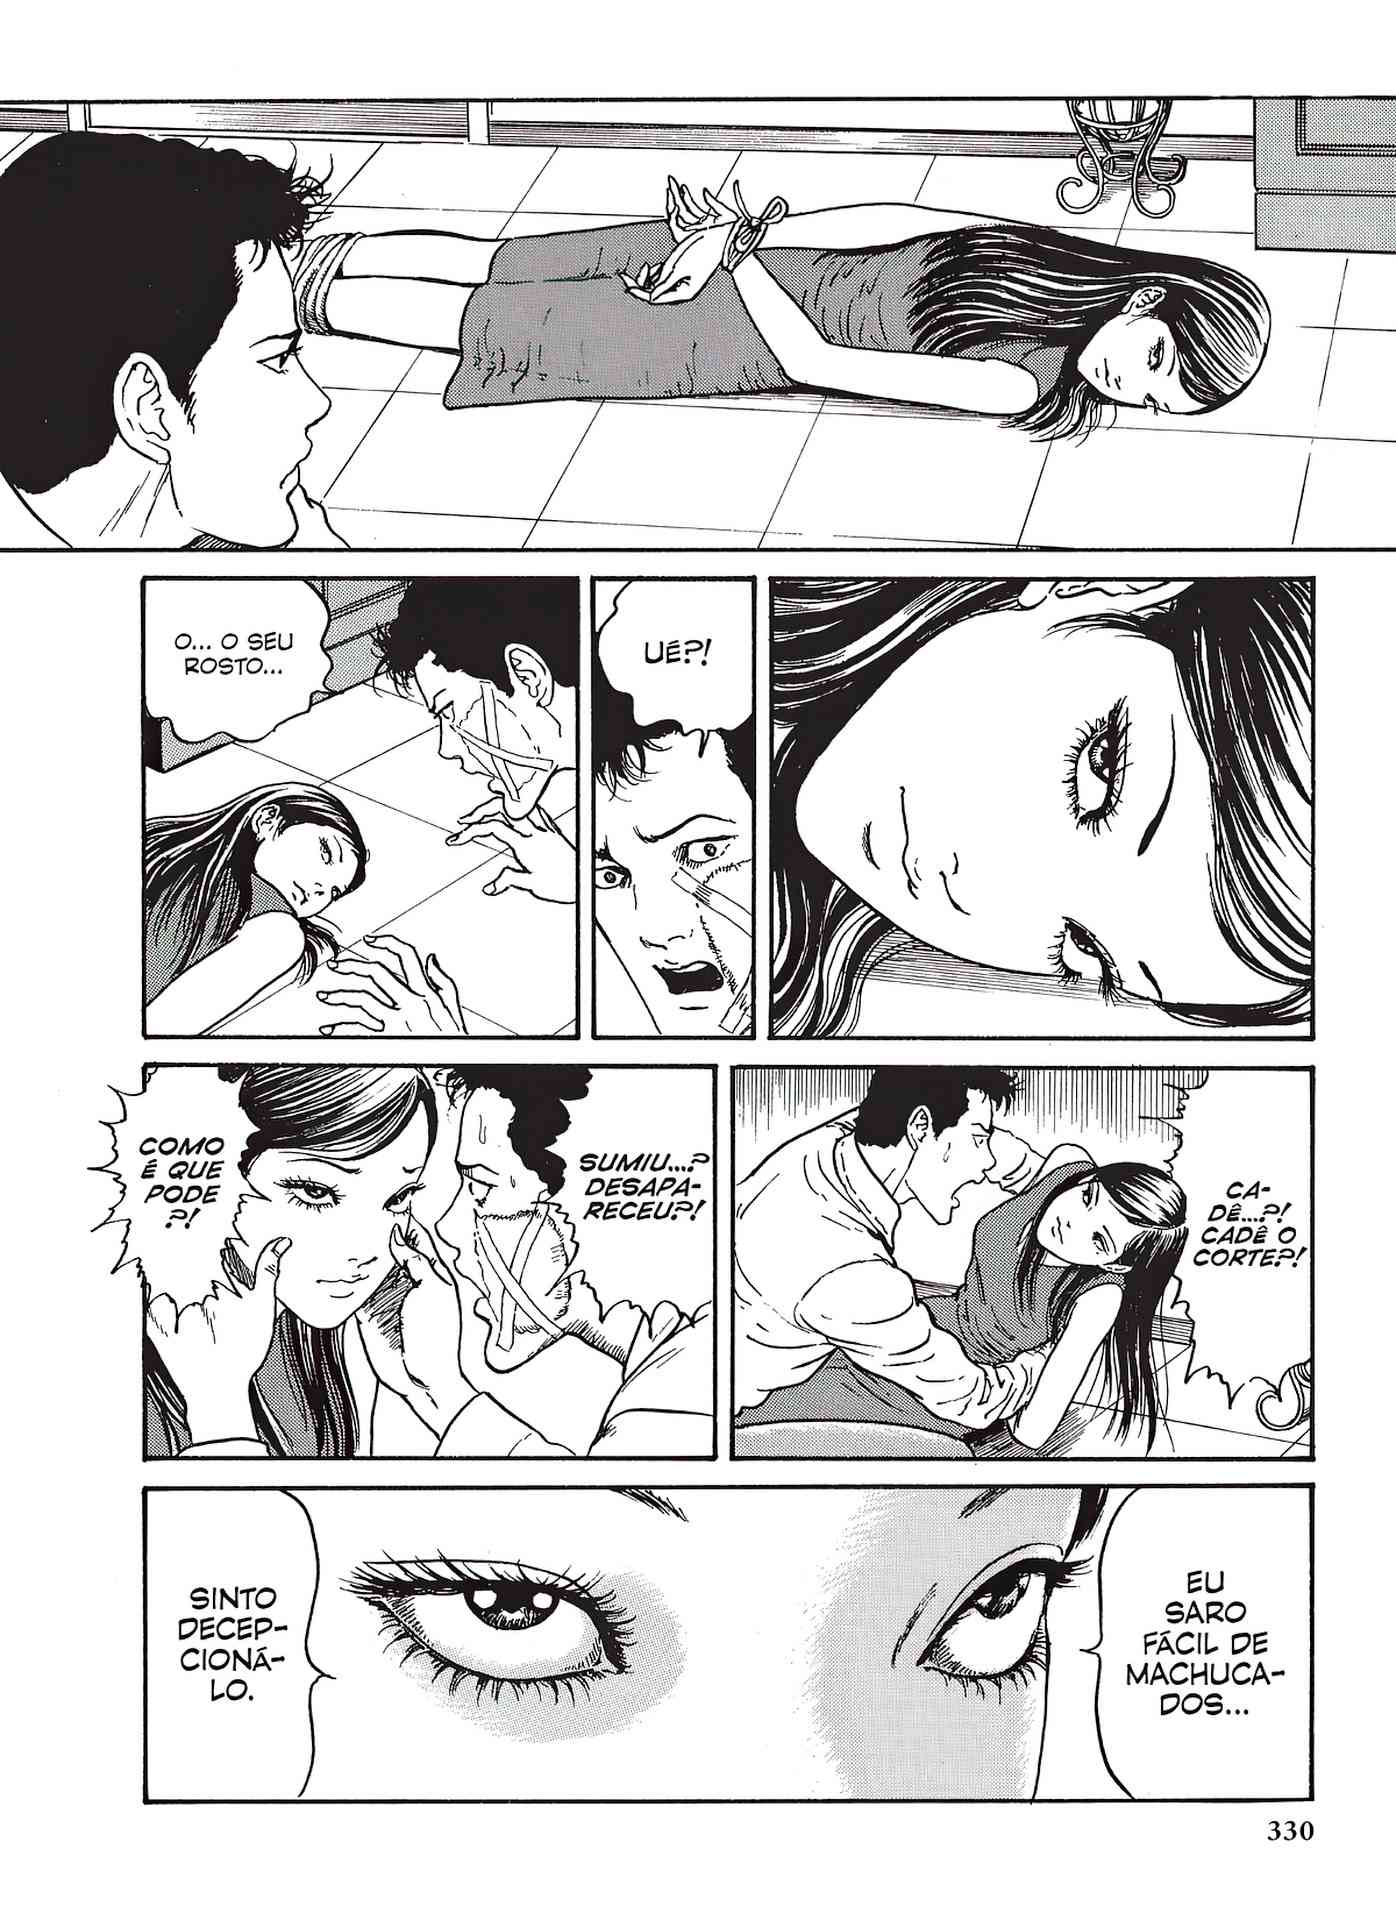 UÉ?!
O... O SEU
ROSTO...
CA-
DÊ...?!
CADÊ O
CORTE?!
SUMIU...?
DESAPA-
RECEU?!
COMO
É QUE
PODE
?!
EU
SARO
FÁCIL DE
MACHUCA-
DOS...
SINTO
DECEP-
CIONÁ-
LO.
330